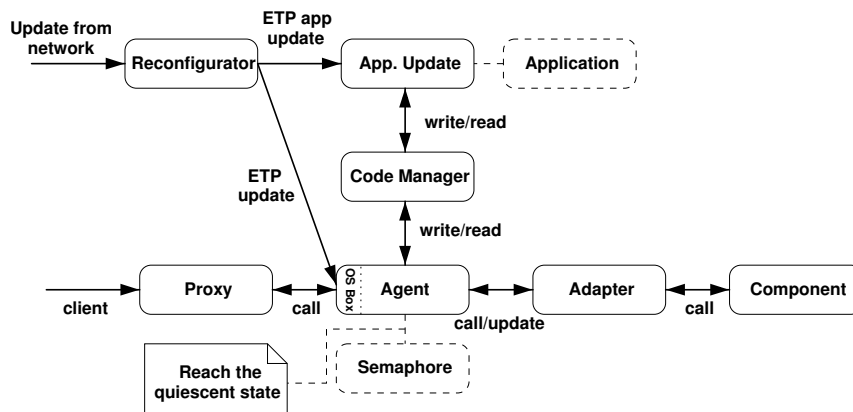 Update from
network
ETP app
update
Reconfigurator
App. Update
Application
write/read
ETP
update
Code Manager
write/read
client
Proxy
call
OS Box
Agent
call/update
Adapter
call
Component
Reach the
quiescent state
Semaphore